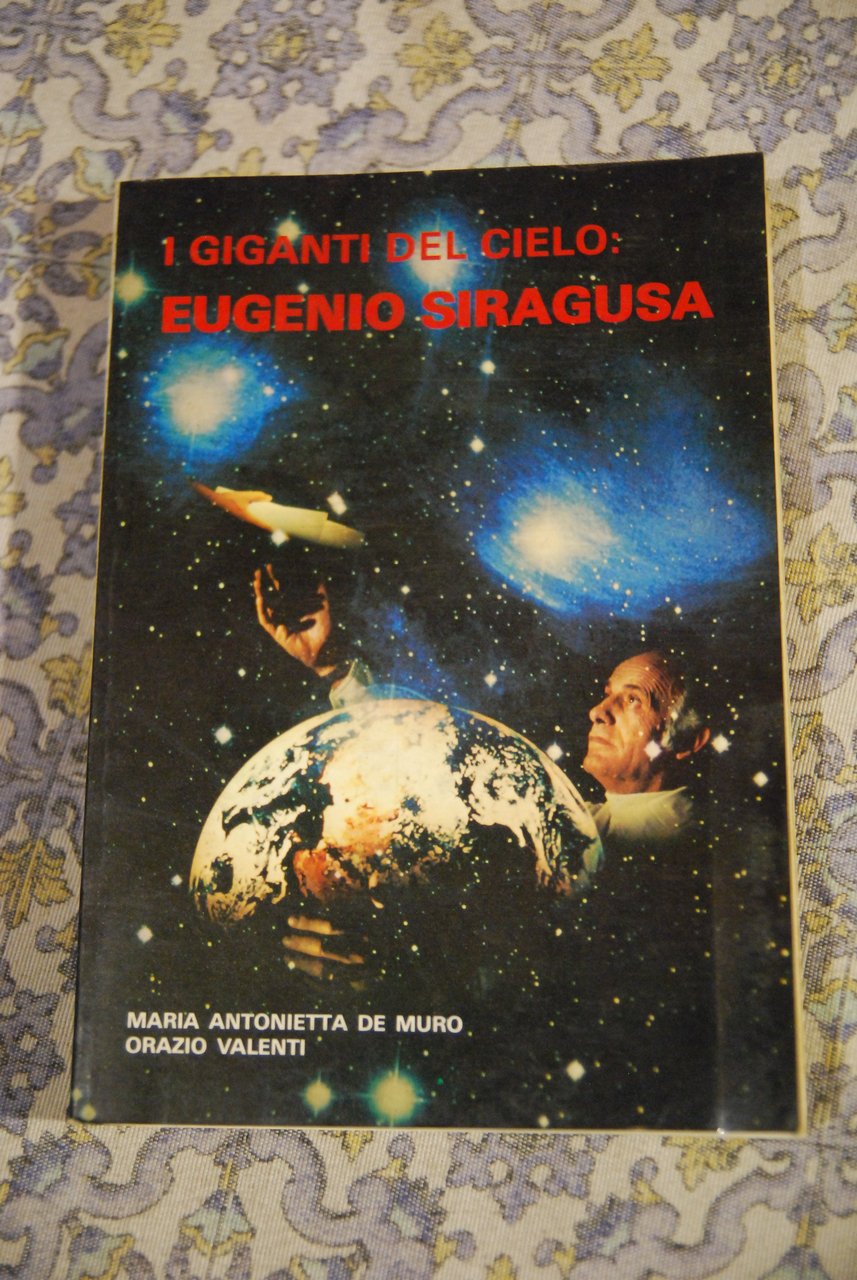 I GIGANTI DEL CIELO:
EUGENIO SIRAGUSA
MARIA ANTONIETTA DE MURO
ORAZIO VALENTI